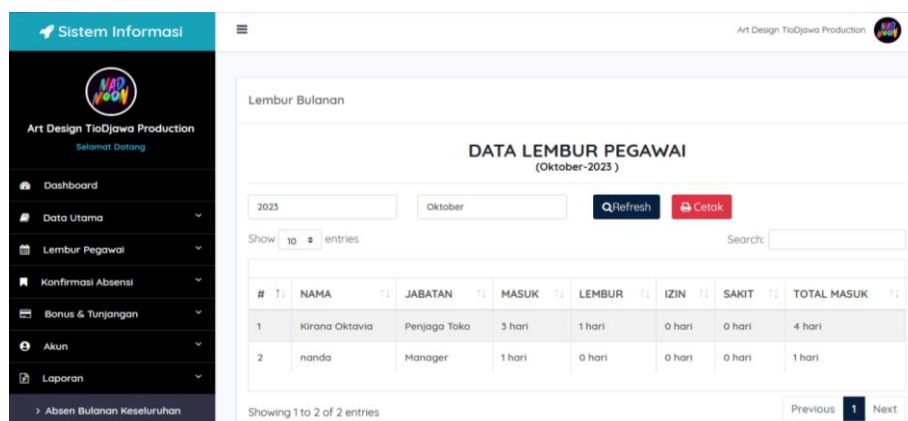 Sistem Informasi
Art Design TioDjawa Production
MAD
NOON
MAD
NOON
Art Design TioDjawa Production
Selamat Datang
Dashboard
Data Utama
Lembur Pegawai
Konfirmasi Absensi
Bonus & Tunjangan
Akun
Laporan
> Absen Bulanan Keseluruhan
Lembur Bulanan
DATA LEMBUR PEGAWAI
(Oktober-2023 )
2023 Oktober Refresh Cetak
Show 10 entries Search:
# NAMA JABATAN MASUK LEMBUR IZIN SAKIT TOTAL MASUK
1 Kirana Oktavia Penjaga Toko 3 hari 1 hari 0 hari 0 hari 4 hari
2 nanda Manager 1 hari 0 hari 0 hari 0 hari 1 hari
Showing 1 to 2 of 2 entries Previous 1 Next